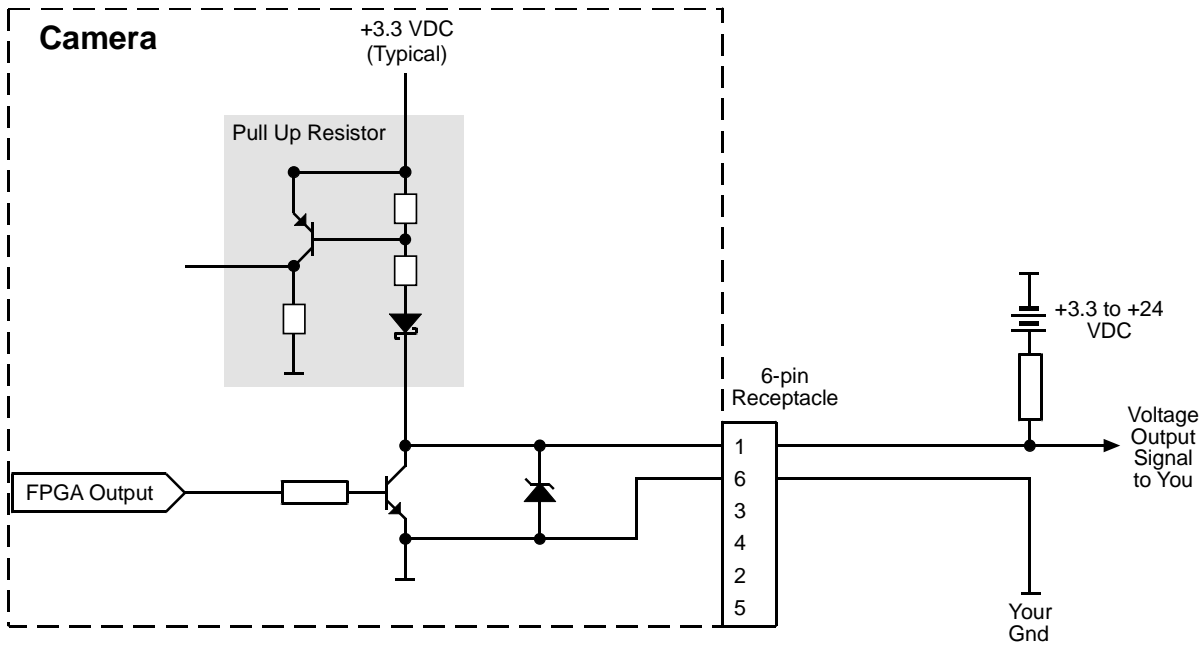 Camera
+3.3 VDC
(Typical)
Pull Up Resistor
+3.3 to +24
VDC
6-pin
Receptacle
Voltage
Output
Signal
to You
1
6
3
4
2
5
FPGA Output
Your
Gnd